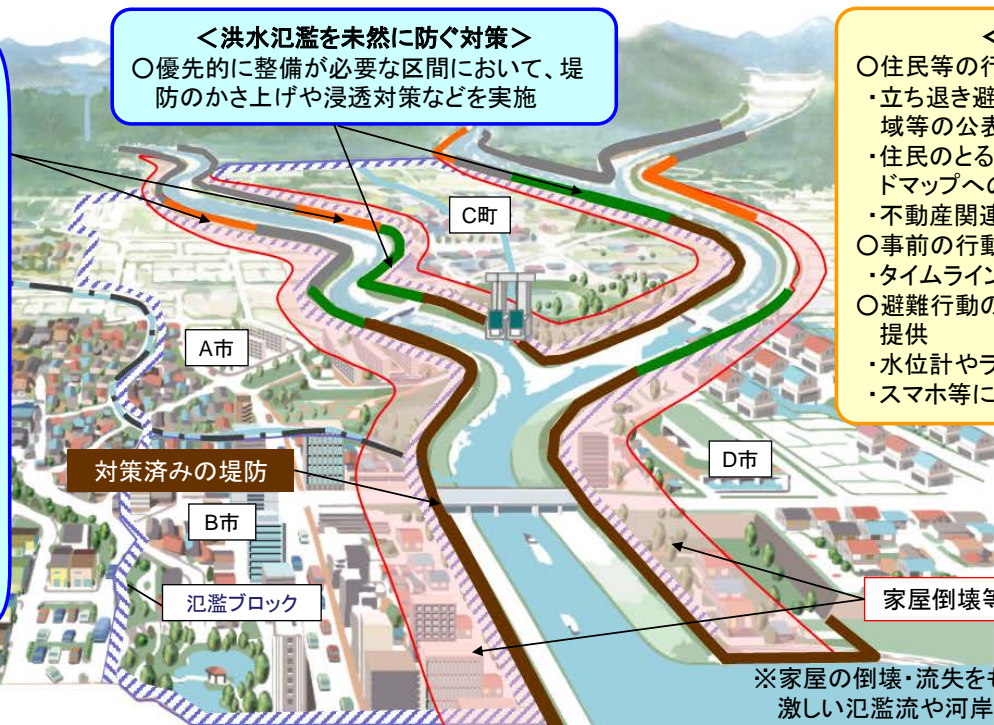 ＜洪水氾濫を未然に防ぐ対策＞
○優先的に整備が必要な区間において、堤
防のかさ上げや浸透対策などを実施
＜
○住民等の行
・立ち退き避
域等の公表
・住民のとる
ドマップへの
・不動産関連
○事前の行動
・タイムライン
○避難行動の
提供
・水位計やラ
・スマホ等に
C町
A市
D市
対策済みの堤防
B市
氾濫ブロック
家屋倒壊等
※家屋の倒壊・流失をも
激しい氾濫流や河岸